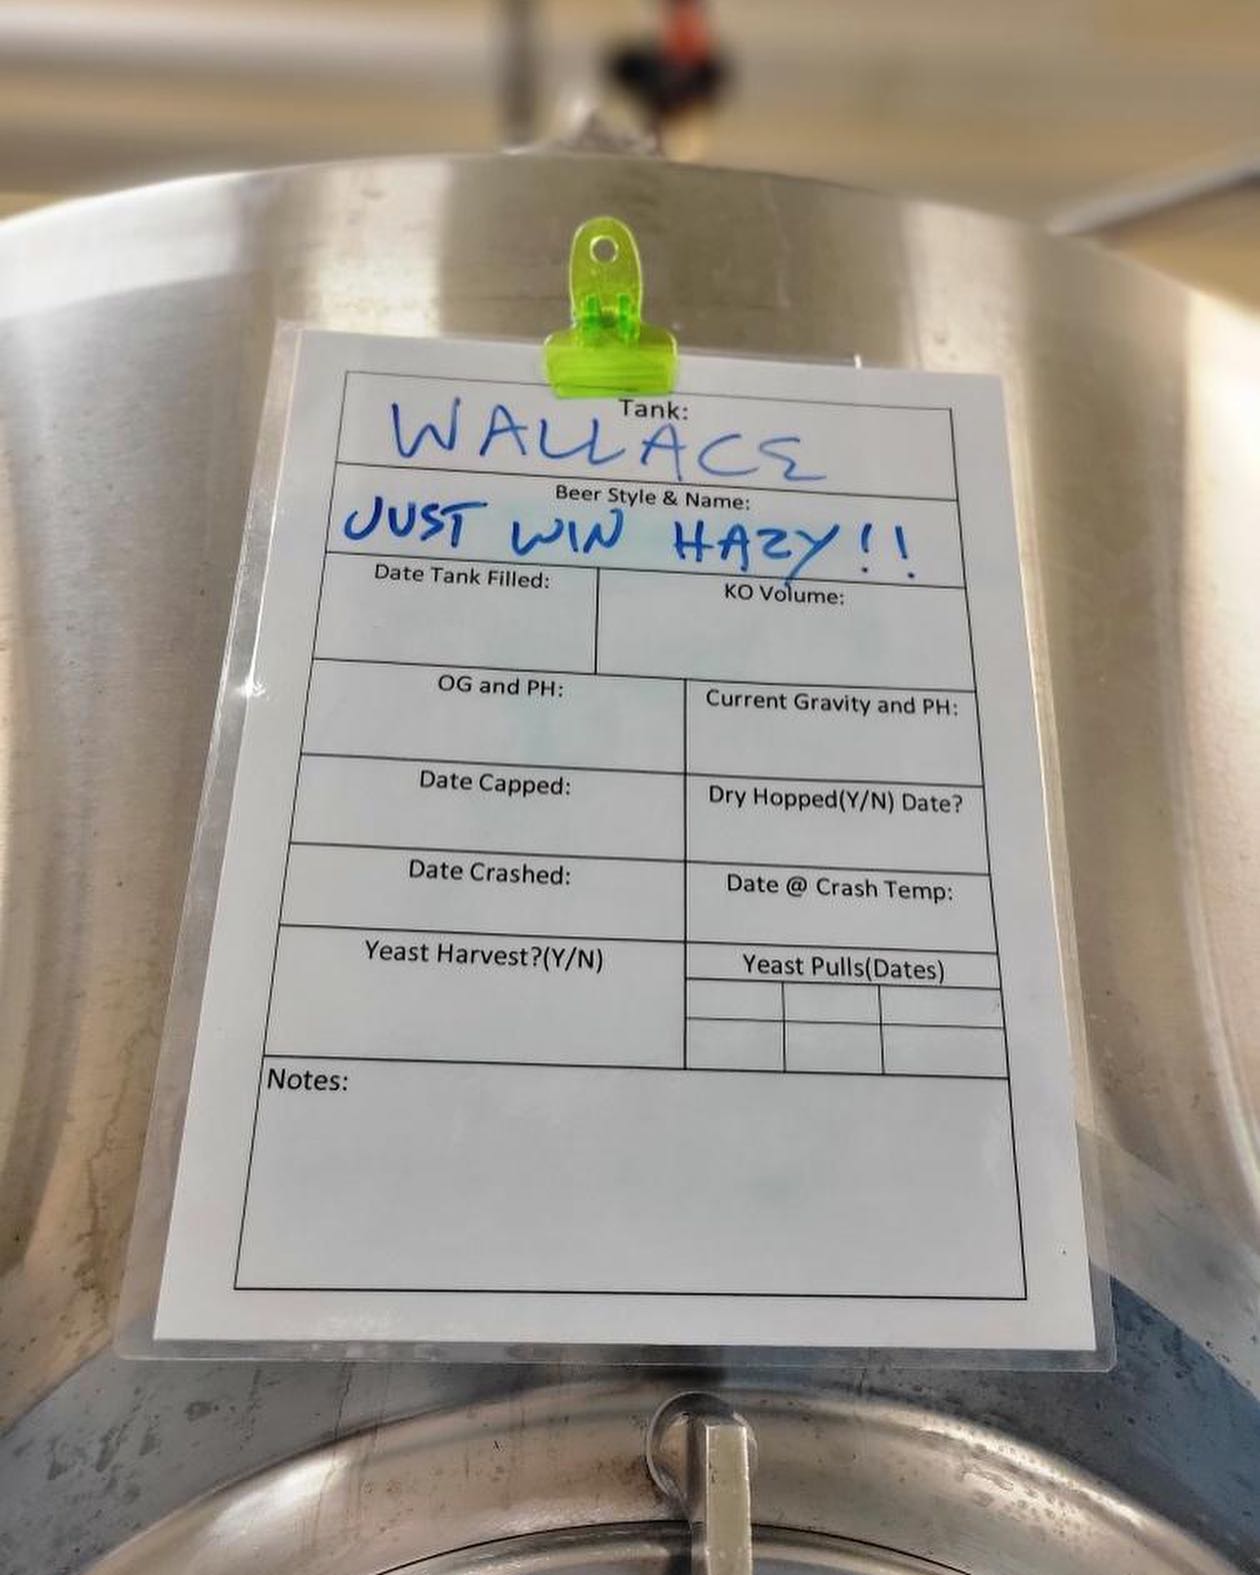 Tank:
WALLACE
Beer Style & Name:
JUST WIN HAZY!!
Date Tank Filled:
KO Volume:
OG and PH:
Current Gravity and PH:
Date Capped:
Dry Hopped(Y/N) Date?
Date Crashed:
Date @ Crash Temp:
Yeast Harvest?(Y/N)
Yeast Pulls(Dates)
Notes: